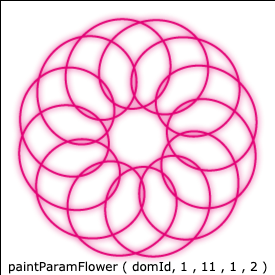 paintParamFlower ( domId, 1 , 11 , 1 , 2 )